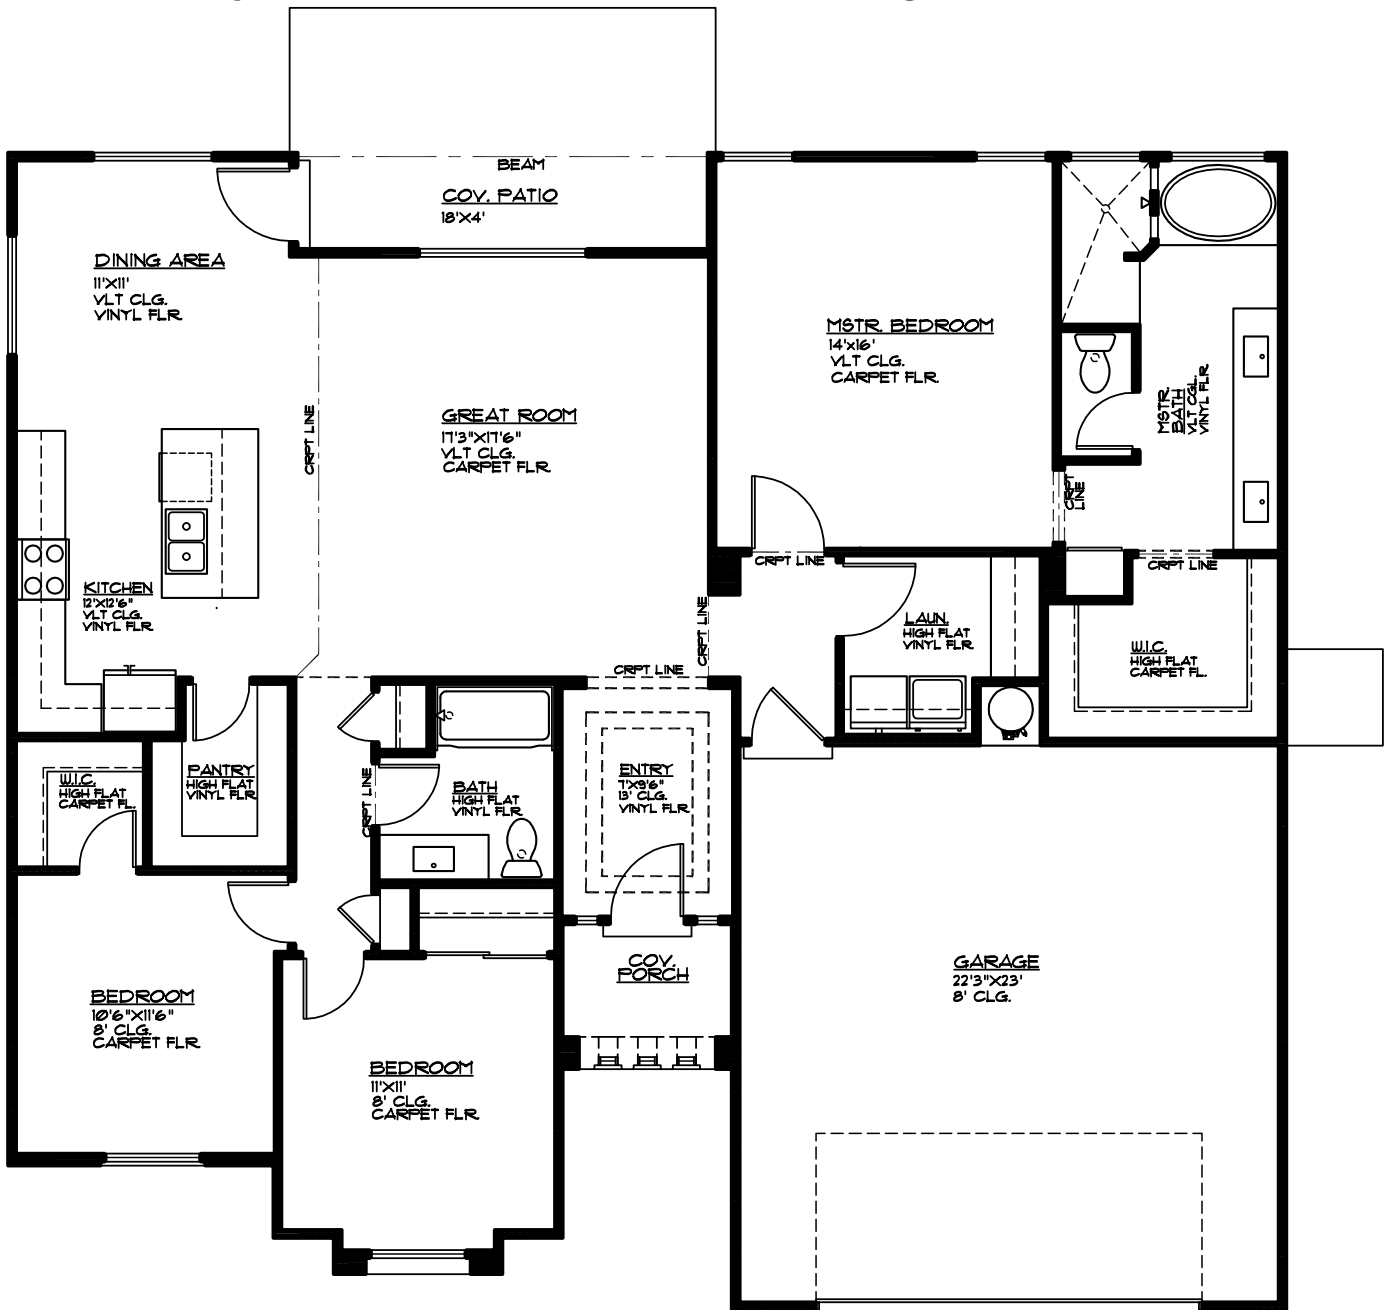 BEAM
COV. PATIO
18'X4'
DINING AREA
11'X11'
VLT CLG.
VINYL FLR.
MSTR. BEDROOM
14'x16'
VLT CLG.
CARPET FLR.
MSTR.
BATH
VLT CGL.
VINYL FLR
GREAT ROOM
17'3"X17'6"
VLT CLG.
CARPET FLR.
CRPT LINE
CRPT
LINE
CRPT LINE
CRPT LINE
KITCHEN
12'X12'6"
VLT CLG.
VINYL FLR.
CRPT LINE
CRPT LINE
LAUN.
HIGH FLAT
VINYL FLR.
W.I.C.
HIGH FLAT
CARPET FL.
W.I.C.
HIGH FLAT
CARPET FL.
PANTRY
HIGH FLAT
VINYL FLR.
CRPT LINE
BATH
HIGH FLAT
VINYL FLR.
ENTRY
7'X9'6"
13' CLG.
VINYL FLR.
COV.
PORCH
GARAGE
22'3"X23'
8' CLG.
BEDROOM
10'6"X11'6"
8' CLG.
CARPET FLR.
BEDROOM
11'X11'
8' CLG.
CARPET FLR.